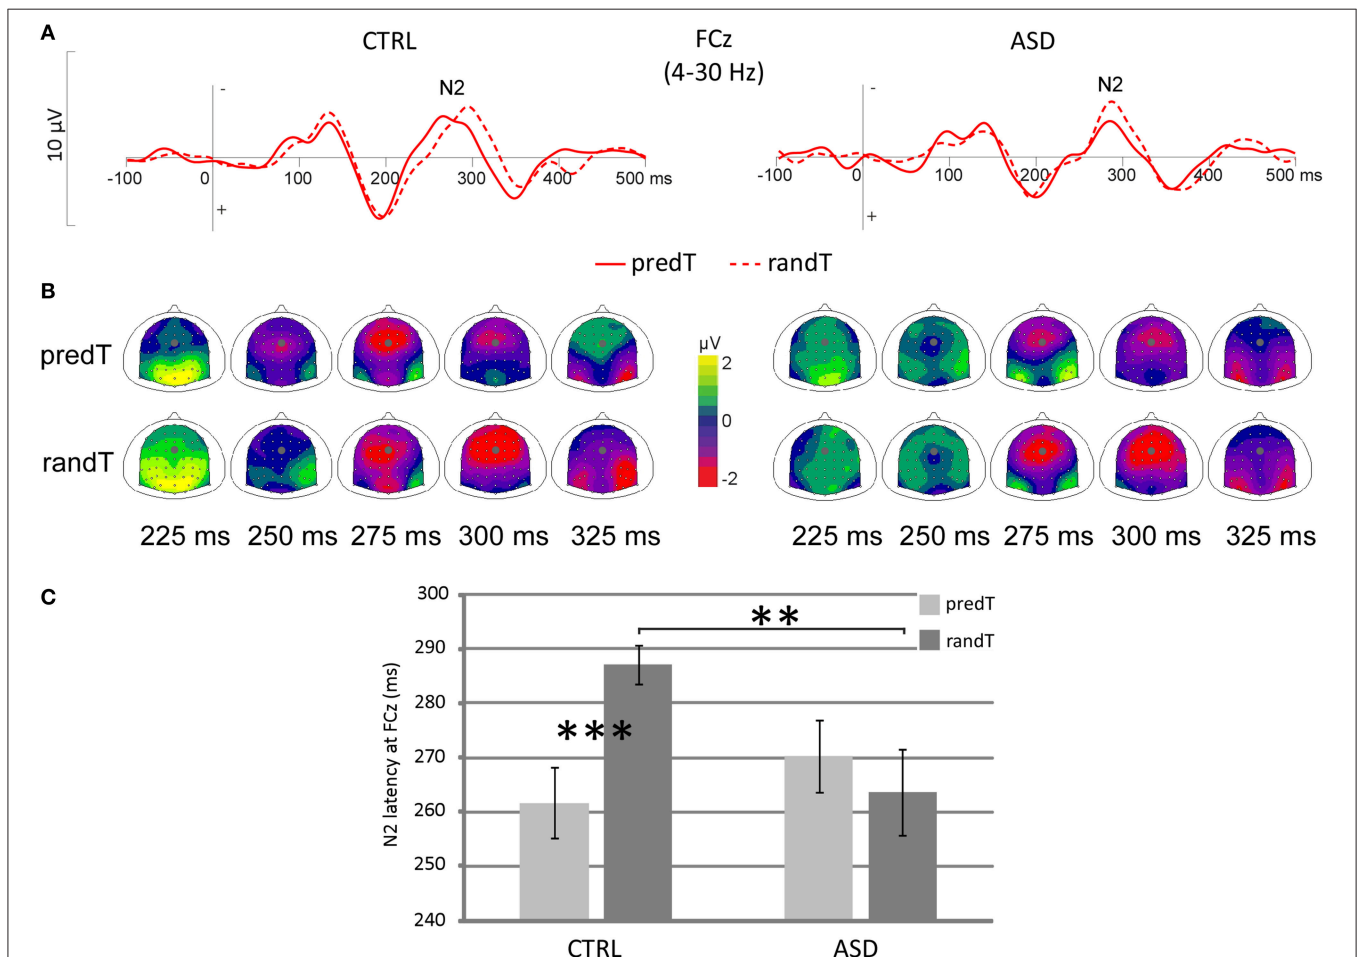 A
CTRL
FCz
(4-30 Hz)
ASD
N2
N2
10 µV
-
+
-100 0 100 200 300 400 500 ms
-
+
-100 0 100 200 300 400 500 ms
predT randT
B
predT
µV
2
0
-2
randT
225 ms 250 ms 275 ms 300 ms 325 ms
225 ms 250 ms 275 ms 300 ms 325 ms
C
N2 latency at FCz (ms)
300
290
280
270
260
250
240
predT
randT
**
***
CTRL
ASD